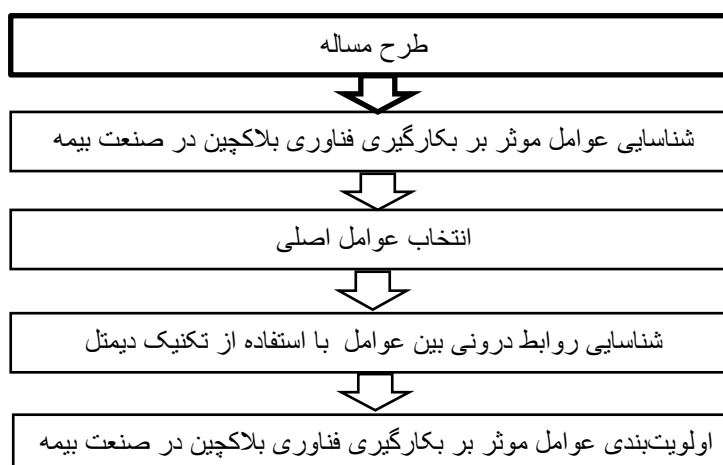 طرح مساله
شناسایی عوامل موثر بر بکارگیری فناوری بلاکچین در صنعت بیمه
انتخاب عوامل اصلی
شناسایی روابط درونی بین عوامل با استفاده از تکنیک دیمتل
اولویت‌بندی عوامل موثر بر بکارگیری فناوری بلاکچین در صنعت بیمه